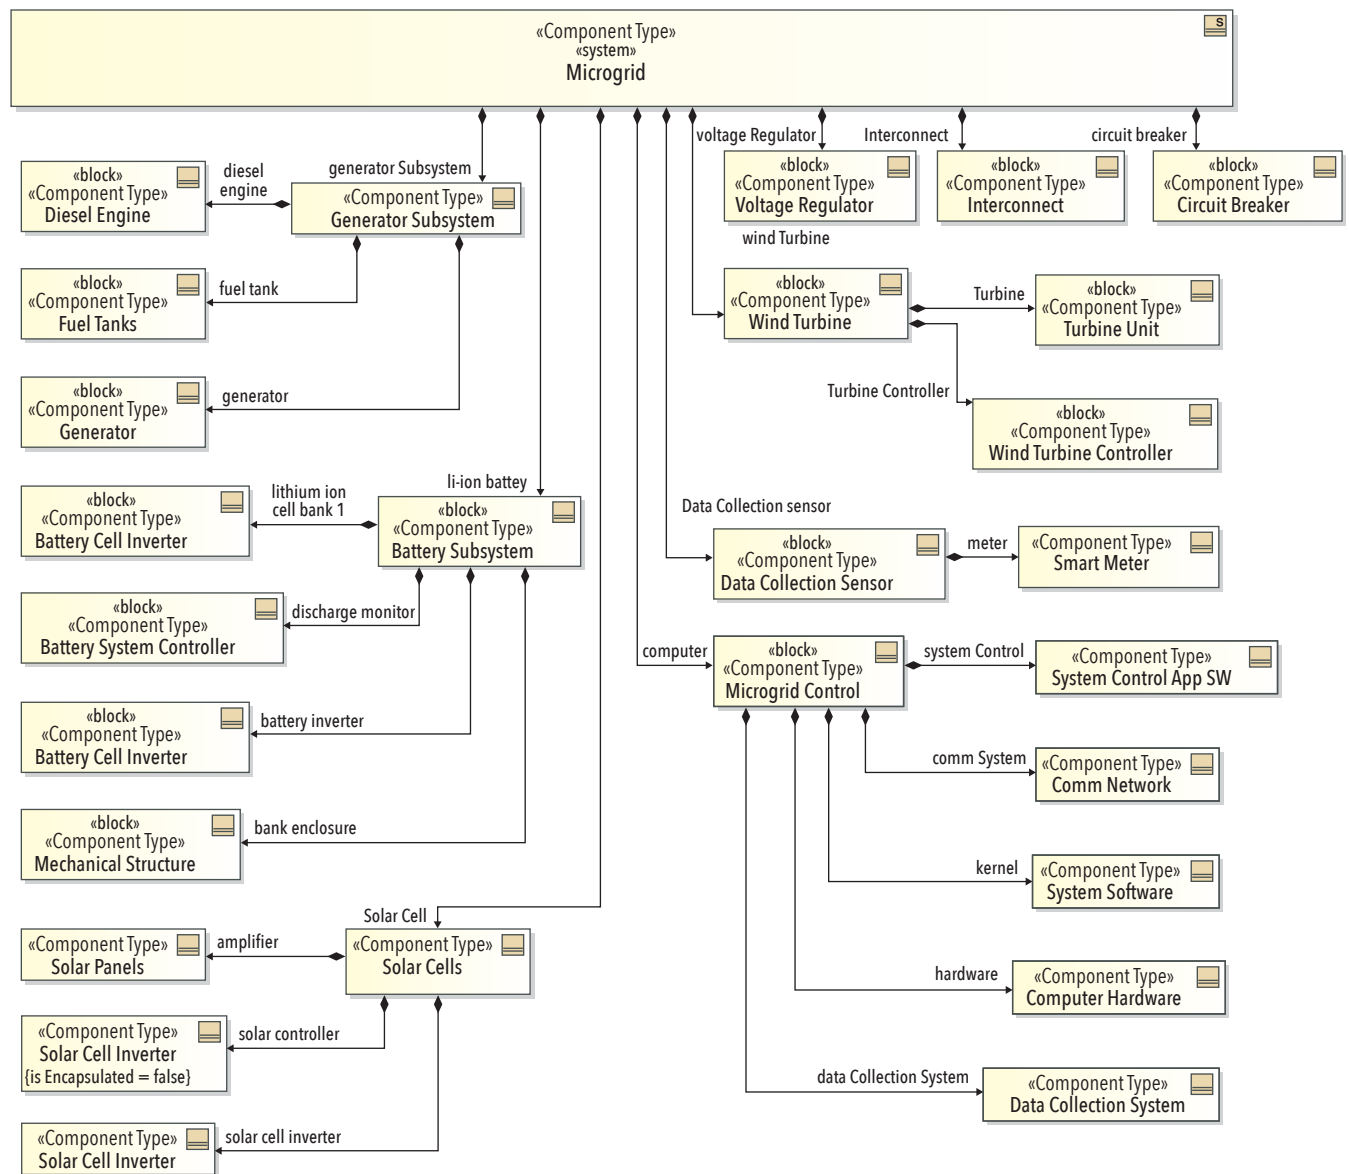 «Component Type»
«system»
Microgrid
S
voltage Regulator
Interconnect
circuit breaker
«block»
«Component Type»
Voltage Regulator
«block»
«Component Type»
Interconnect
«block»
«Component Type»
Circuit Breaker
generator Subsystem
«Component Type»
Generator Subsystem
diesel
engine
«block»
«Component Type»
Diesel Engine
fuel tank
«block»
«Component Type»
Fuel Tanks
generator
«block»
«Component Type»
Generator
wind Turbine
«block»
«Component Type»
Wind Turbine
Turbine
«block»
«Component Type»
Turbine Unit
Turbine Controller
«block»
«Component Type»
Wind Turbine Controller
li-ion battey
«block»
«Component Type»
Battery Subsystem
lithium ion
cell bank 1
«block»
«Component Type»
Battery Cell Inverter
discharge monitor
«block»
«Component Type»
Battery System Controller
battery inverter
«block»
«Component Type»
Battery Cell Inverter
bank enclosure
«block»
«Component Type»
Mechanical Structure
Data Collection sensor
«block»
«Component Type»
Data Collection Sensor
meter
«Component Type»
Smart Meter
computer
«block»
«Component Type»
Microgrid Control
system Control
«Component Type»
System Control App SW
comm System
«Component Type»
Comm Network
kernel
«Component Type»
System Software
hardware
«Component Type»
Computer Hardware
data Collection System
«Component Type»
Data Collection System
Solar Cell
«Component Type»
Solar Cells
amplifier
«Component Type»
Solar Panels
solar controller
«Component Type»
Solar Cell Inverter
{is Encapsulated = false}
solar cell inverter
«Component Type»
Solar Cell Inverter